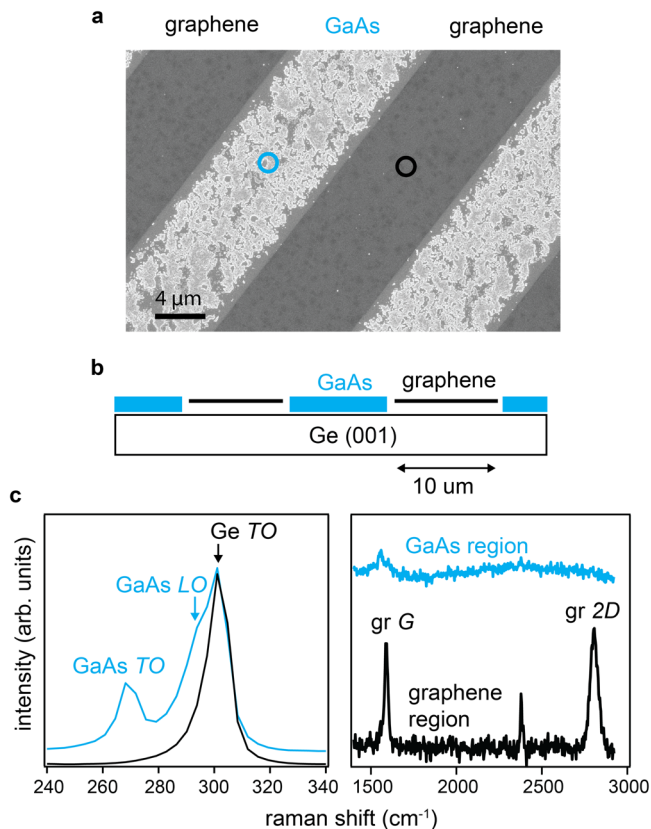 a
graphene GaAs graphene
4 µm
b
GaAs graphene
Ge (001)
10 um
c
Ge TO
GaAs LO
GaAs TO
GaAs region
gr G
gr 2D
graphene
region
intensity (arb. units)
240 260 280 300 320 340
1500 2000 2500 3000
raman shift (cm⁻¹)